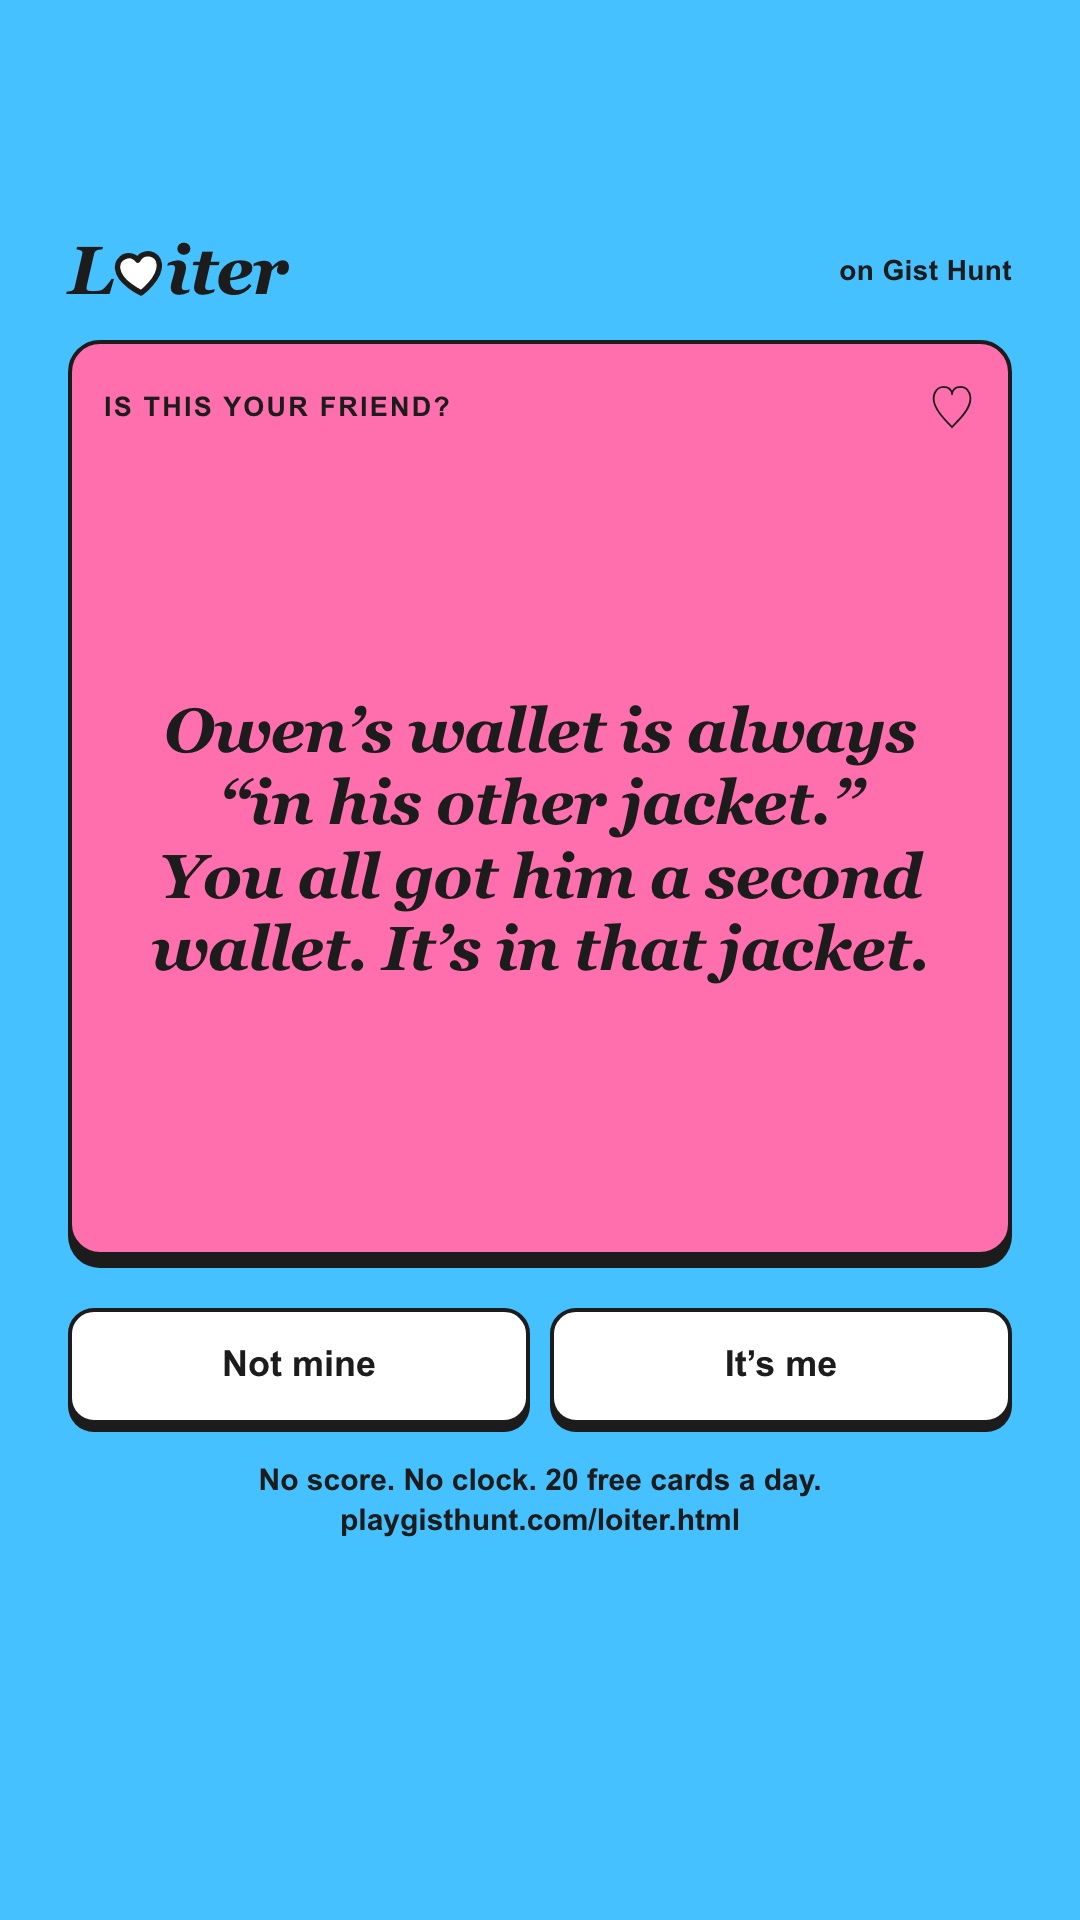 Loiter
on Gist Hunt
IS THIS YOUR FRIEND?
Owen’s wallet is always
“in his other jacket.”
You all got him a second
wallet. It’s in that jacket.
Not mine
It’s me
No score. No clock. 20 free cards a day.
playgisthunt.com/loiter.html